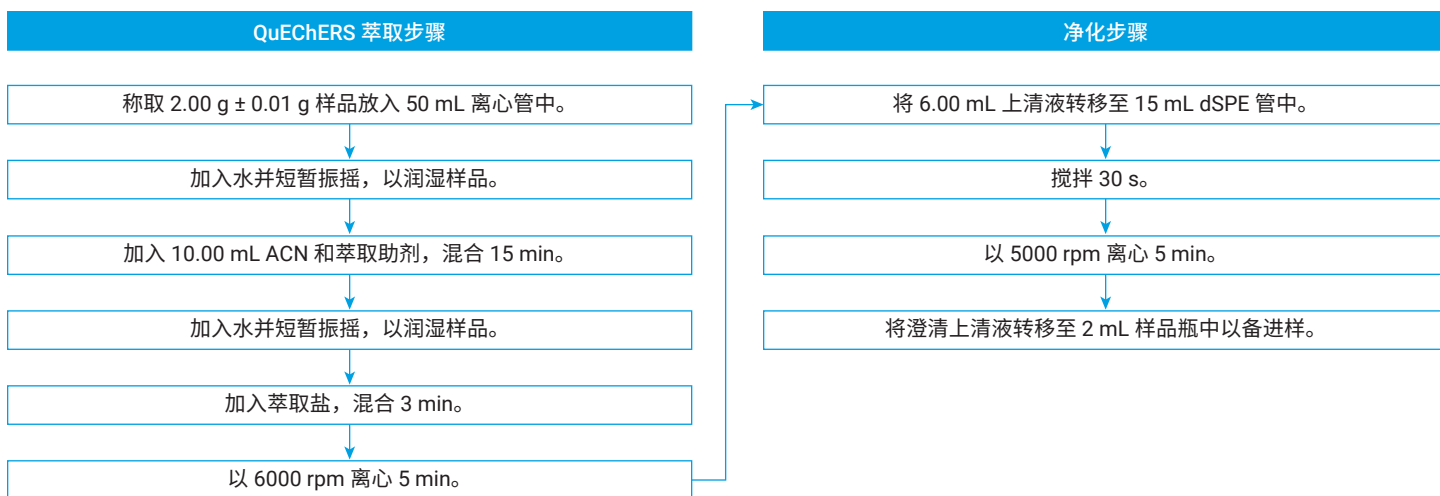 QuEChERS 萃取步骤
称取 2.00 g ± 0.01 g 样品放入 50 mL 离心管中。
加入水并短暂振摇，以润湿样品。
加入 10.00 mL ACN 和萃取助剂，混合 15 min。
加入水并短暂振摇，以润湿样品。
加入萃取盐，混合 3 min。
以 6000 rpm 离心 5 min。
净化步骤
将 6.00 mL 上清液转移至 15 mL dSPE 管中。
搅拌 30 s。
以 5000 rpm 离心 5 min。
将澄清上清液转移至 2 mL 样品瓶中以备进样。